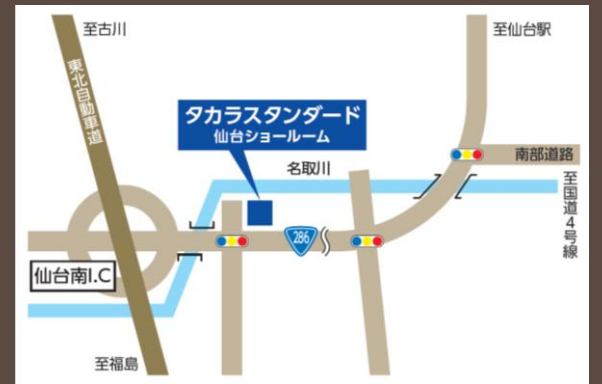 至古川
至仙台駅
東北自動車道
タカラスタンダード
仙台ショールーム
名取川
南部道路
至国道4号線
286
仙台南I.C
至福島